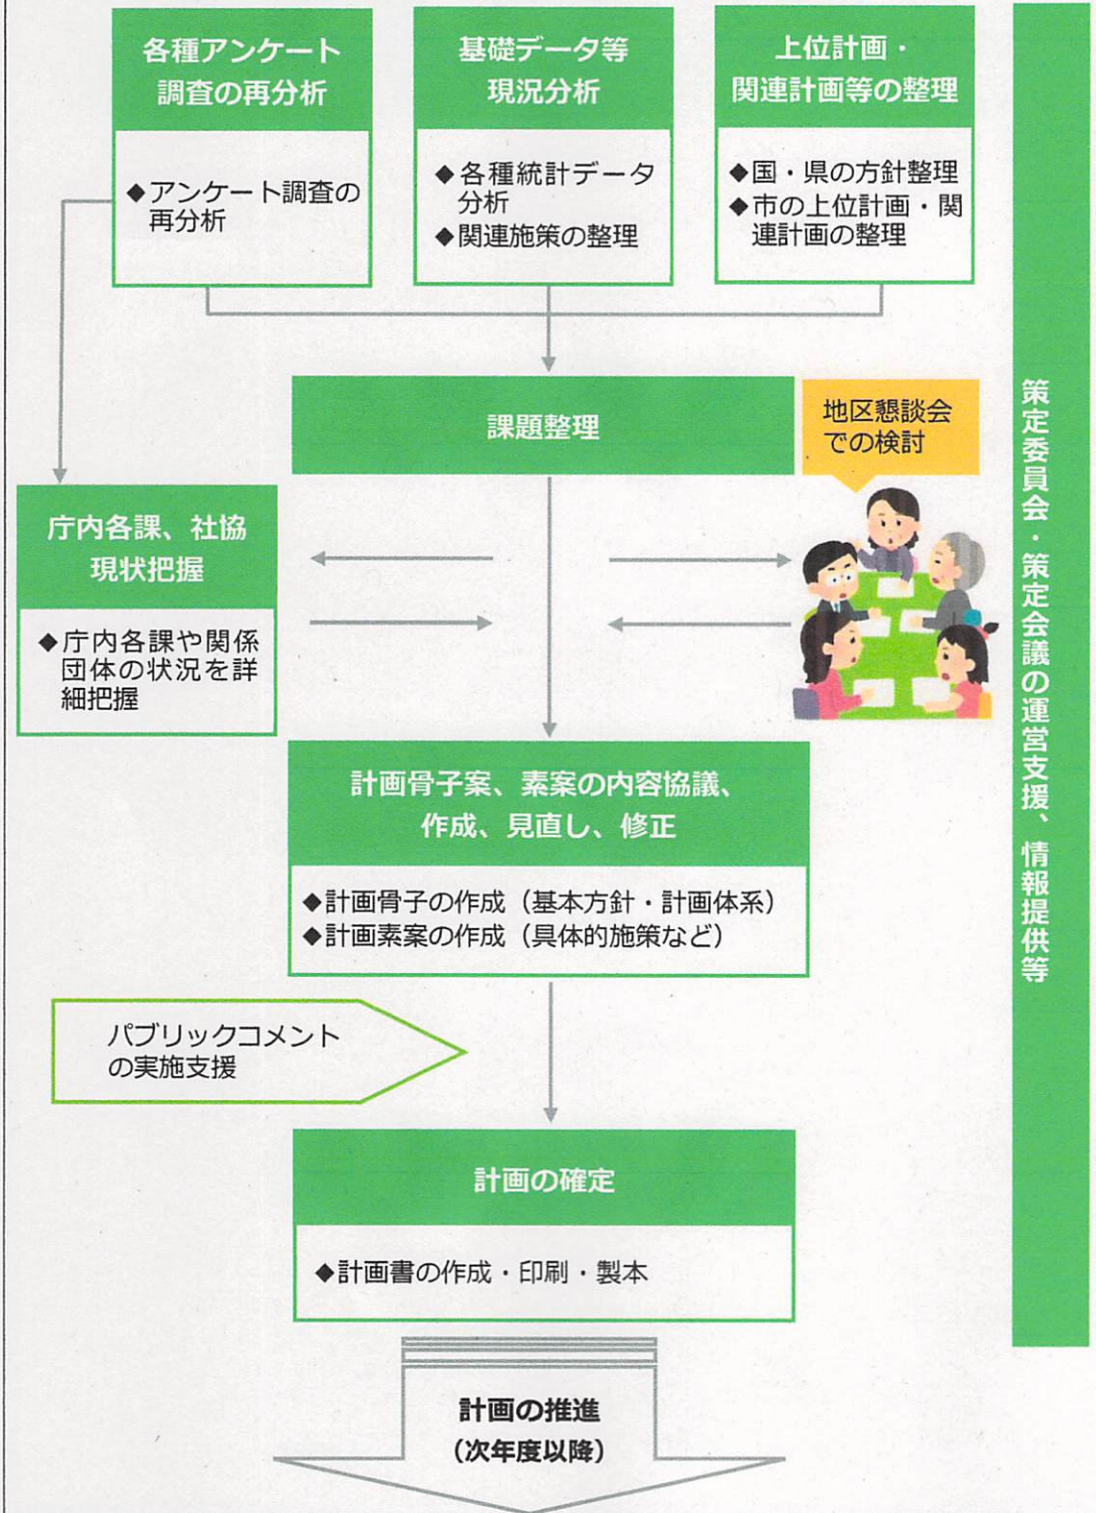 各種アンケート
調査の再分析
◆アンケート調査の
再分析
基礎データ等
現況分析
◆各種統計データ
分析
◆関連施策の整理
上位計画・
関連計画等の整理
◆国・県の方針整理
◆市の上位計画・関
連計画の整理
課題整理
地区懇談会
での検討
庁内各課、社協
現状把握
◆庁内各課や関係
団体の状況を詳
細把握
計画骨子案、素案の内容協議、
作成、見直し、修正
◆計画骨子の作成（基本方針・計画体系）
◆計画素案の作成（具体的施策など）
パブリックコメント
の実施支援
計画の確定
◆計画書の作成・印刷・製本
計画の推進
（次年度以降）
策定委員会・策定会議の運営支援、情報提供等